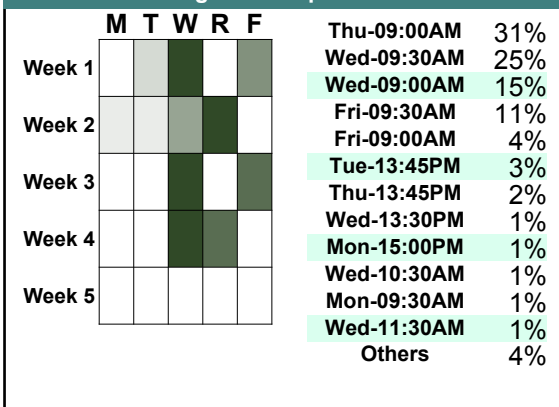 M T W R F
Week 1
Week 2
Week 3
Week 4
Week 5
Thu-09:00AM 31%
Wed-09:30AM 25%
Wed-09:00AM 15%
Fri-09:30AM 11%
Fri-09:00AM 4%
Tue-13:45PM 3%
Thu-13:45PM 2%
Wed-13:30PM 1%
Mon-15:00PM 1%
Wed-10:30AM 1%
Mon-09:30AM 1%
Wed-11:30AM 1%
Others 4%